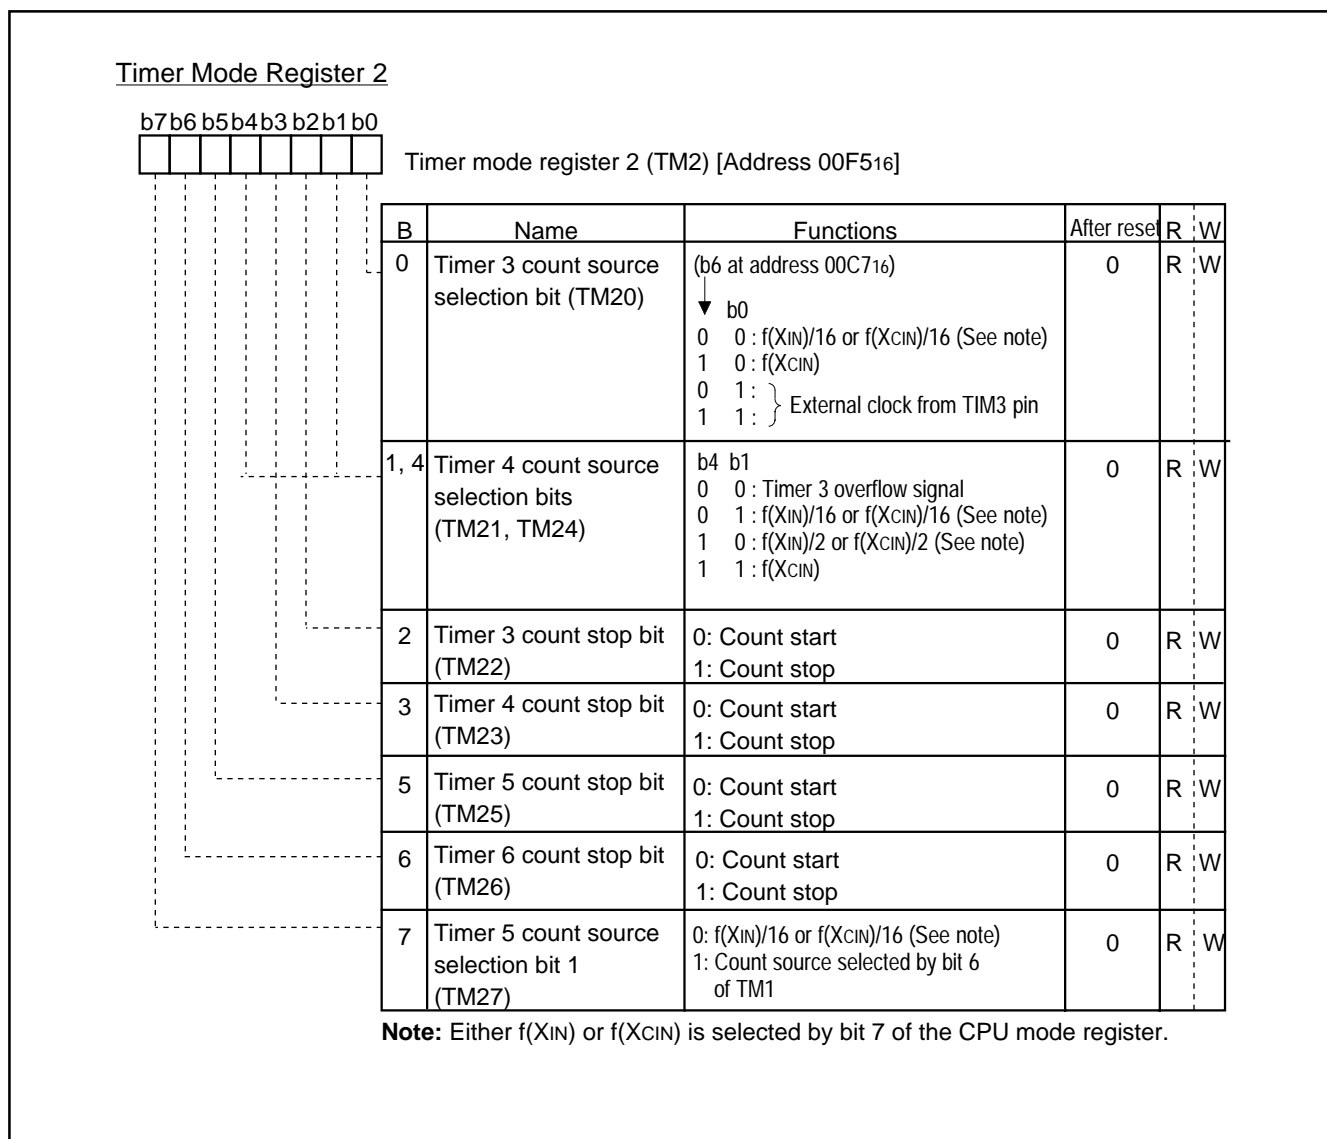 Timer Mode Register 2
b7 b6 b5 b4 b3 b2 b1 b0
Timer mode register 2 (TM2) [Address 00F516]
B Name Functions After reset R W
0 Timer 3 count source (b6 at address 00C716) 0 R W
selection bit (TM20)
b0
0 0 : f(XIN)/16 or f(XCIN)/16 (See note)
1 0 : f(XCIN)
0 1 :
External clock from TIM3 pin
1 1 :
1, 4 Timer 4 count source b4 b1 0 R W
selection bits 0 0 : Timer 3 overflow signal
(TM21, TM24) 0 1 : f(XIN)/16 or f(XCIN)/16 (See note)
1 0 : f(XIN)/2 or f(XCIN)/2 (See note)
1 1 : f(XCIN)
2 Timer 3 count stop bit 0: Count start 0 R W
(TM22) 1: Count stop
3 Timer 4 count stop bit 0: Count start 0 R W
(TM23) 1: Count stop
5 Timer 5 count stop bit 0: Count start 0 R W
(TM25) 1: Count stop
6 Timer 6 count stop bit 0: Count start 0 R W
(TM26) 1: Count stop
7 Timer 5 count source 0: f(XIN)/16 or f(XCIN)/16 (See note) 0 R W
selection bit 1 1: Count source selected by bit 6
(TM27) of TM1
Note: Either f(XIN) or f(XCIN) is selected by bit 7 of the CPU mode register.